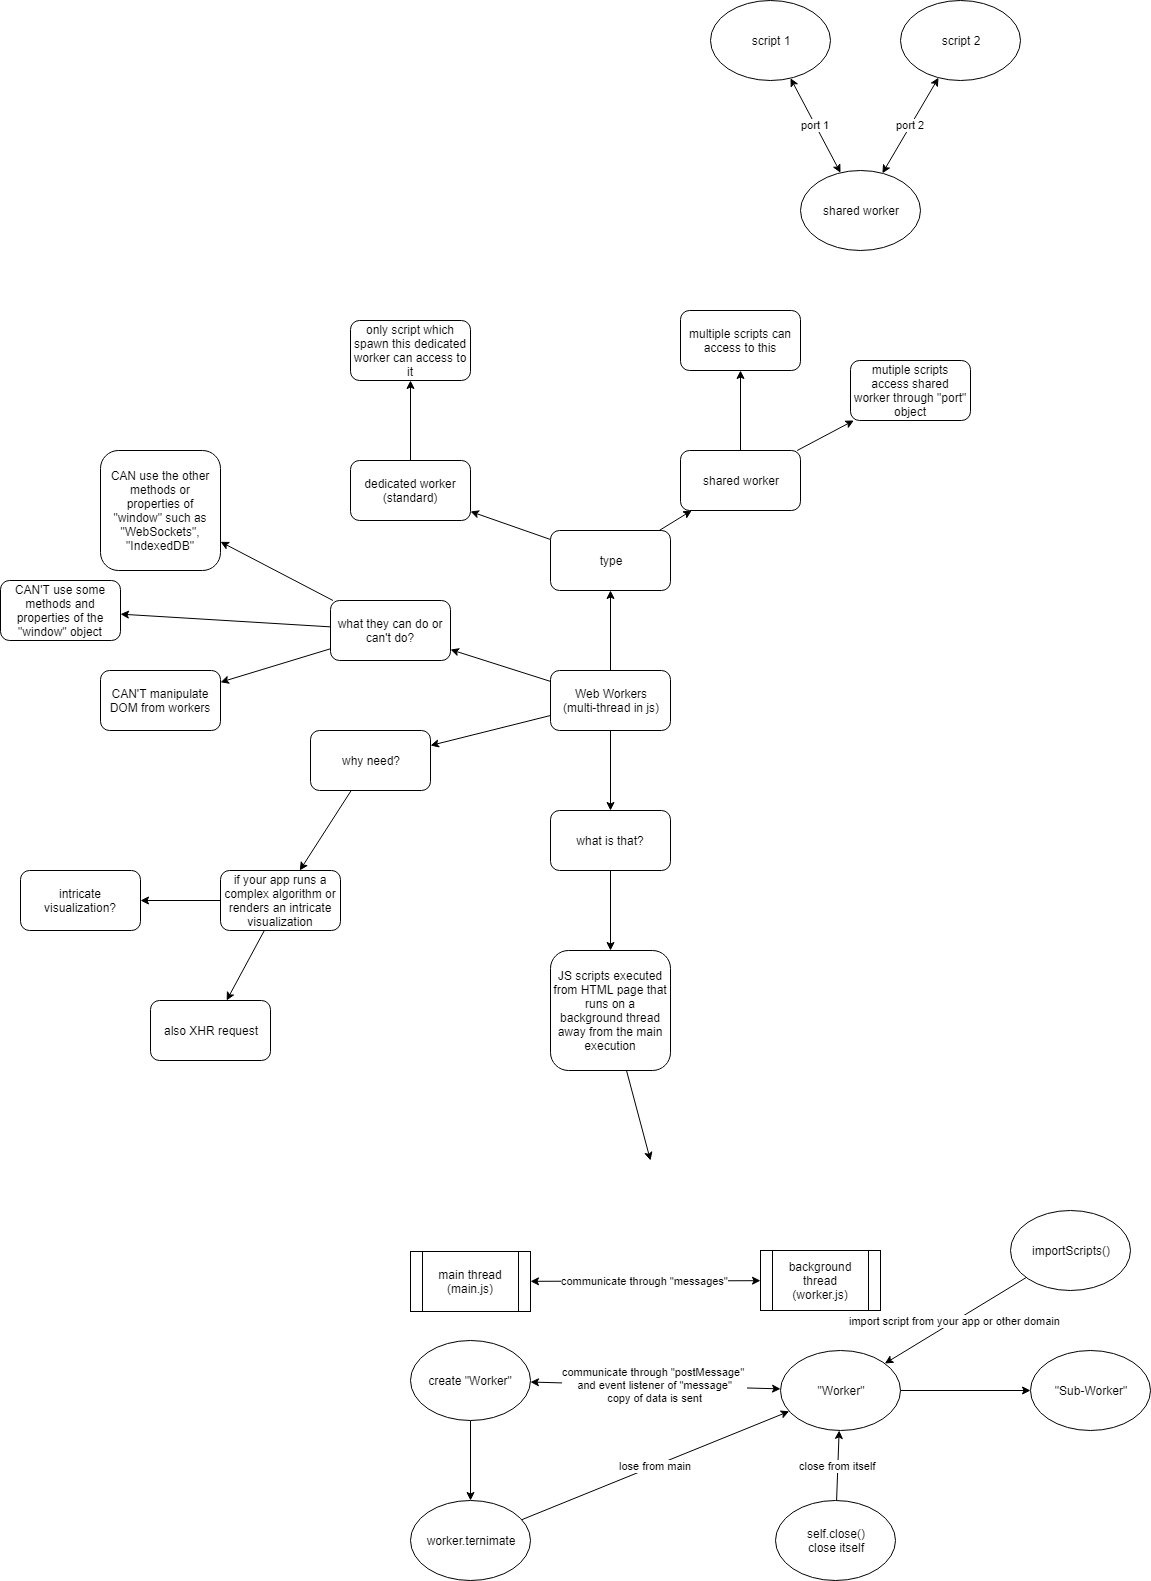 script 1
script 2
port 1
port 2
shared worker
only script which
spawn this dedicated
worker can access to
it
multiple scripts can
access to this
mutiple scripts
access shared
worker through "port"
object
CAN use the other
methods or
properties of
"window" such as
"WebSockets",
"IndexedDB"
dedicated worker
(standard)
shared worker
type
CAN'T use some
methods and
properties of the
"window" object
what they can do or
can't do?
CAN'T manipulate
DOM from workers
Web Workers
(multi-thread in js)
why need?
what is that?
intricate
visualization?
if your app runs a
complex algorithm or
renders an intricate
visualization
also XHR request
JS scripts executed
from HTML page that
runs on a
background thread
away from the main
execution
main thread
(main.js)
communicate through "messages"
background
thread
(worker.js)
importScripts()
import script from your app or other domain
create "Worker"
communicate through "postMessage"
and event listener of "message"
copy of data is sent
"Worker"
"Sub-Worker"
lose from main
close from itself
worker.ternimate
self.close()
close itself